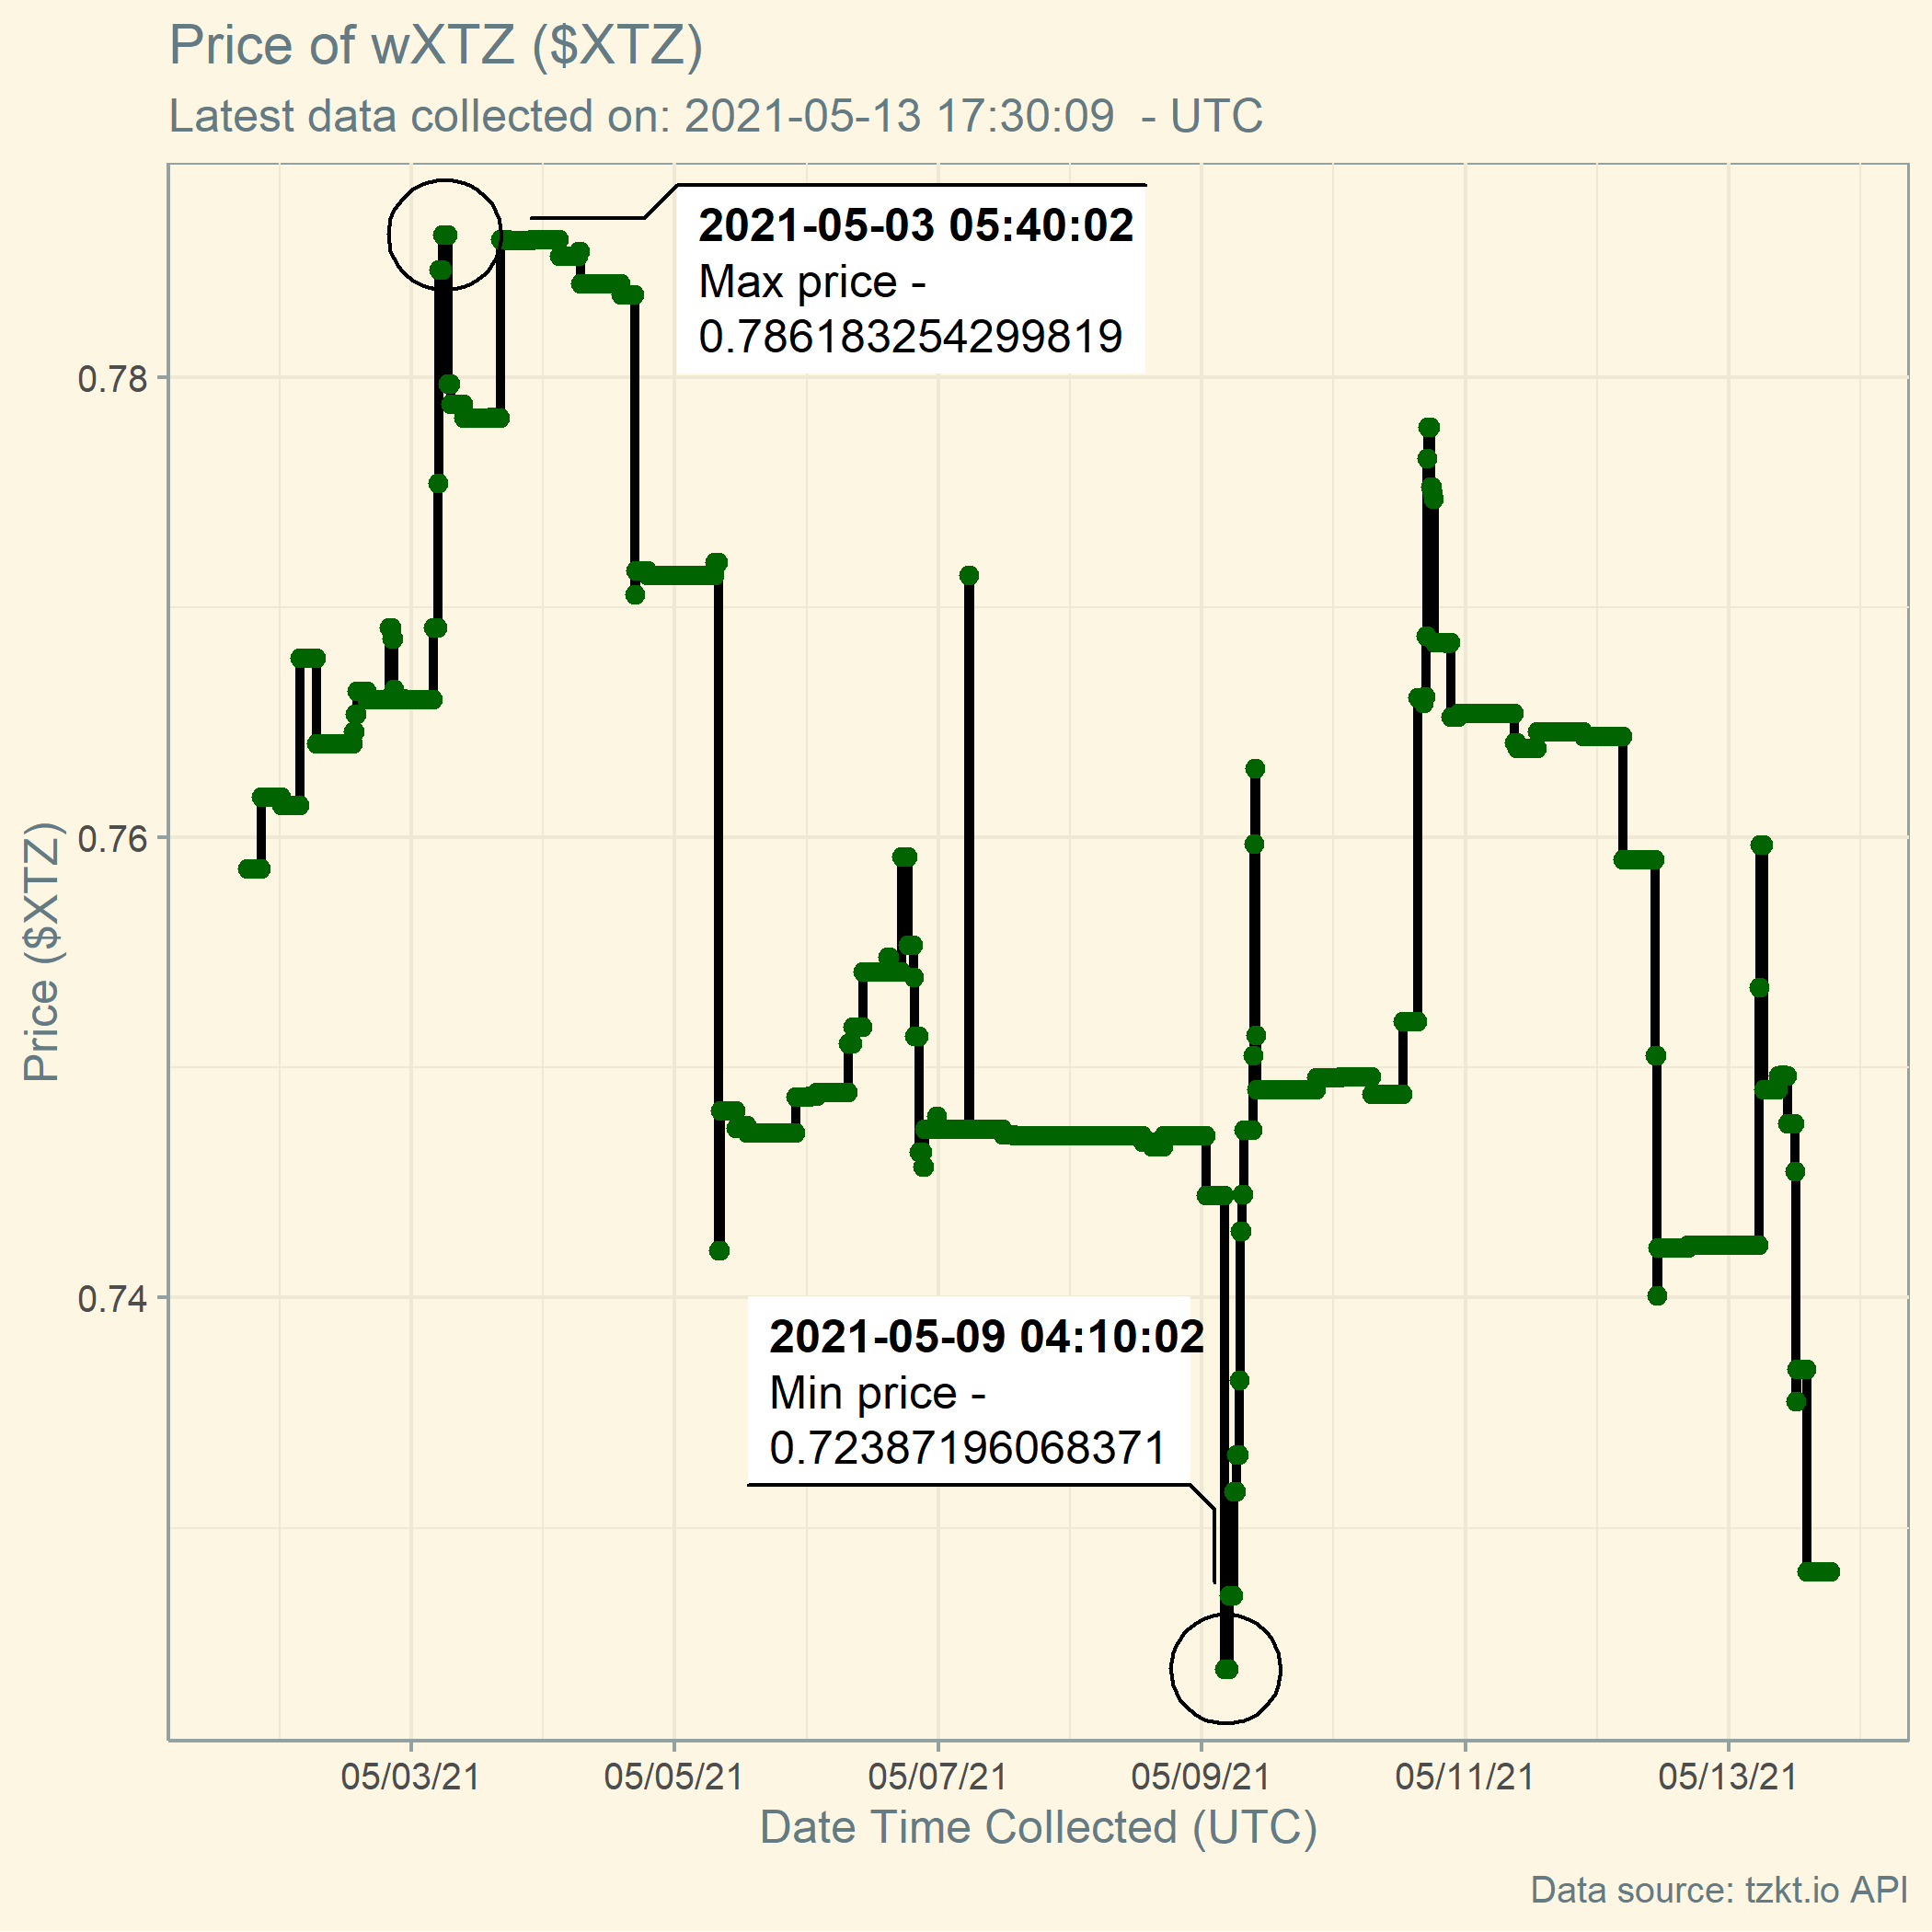 Price of wXTZ ($XTZ)
Latest data collected on: 2021-05-13 17:30:09  - UTC
2021-05-03 05:40:02
Max price -
0.786183254299819
0.78
0.76
0.74
Price ($XTZ)
2021-05-09 04:10:02
Min price -
0.72387196068371
05/03/21
05/05/21
05/07/21
05/09/21
05/11/21
05/13/21
Date Time Collected (UTC)
Data source: tzkt.io API